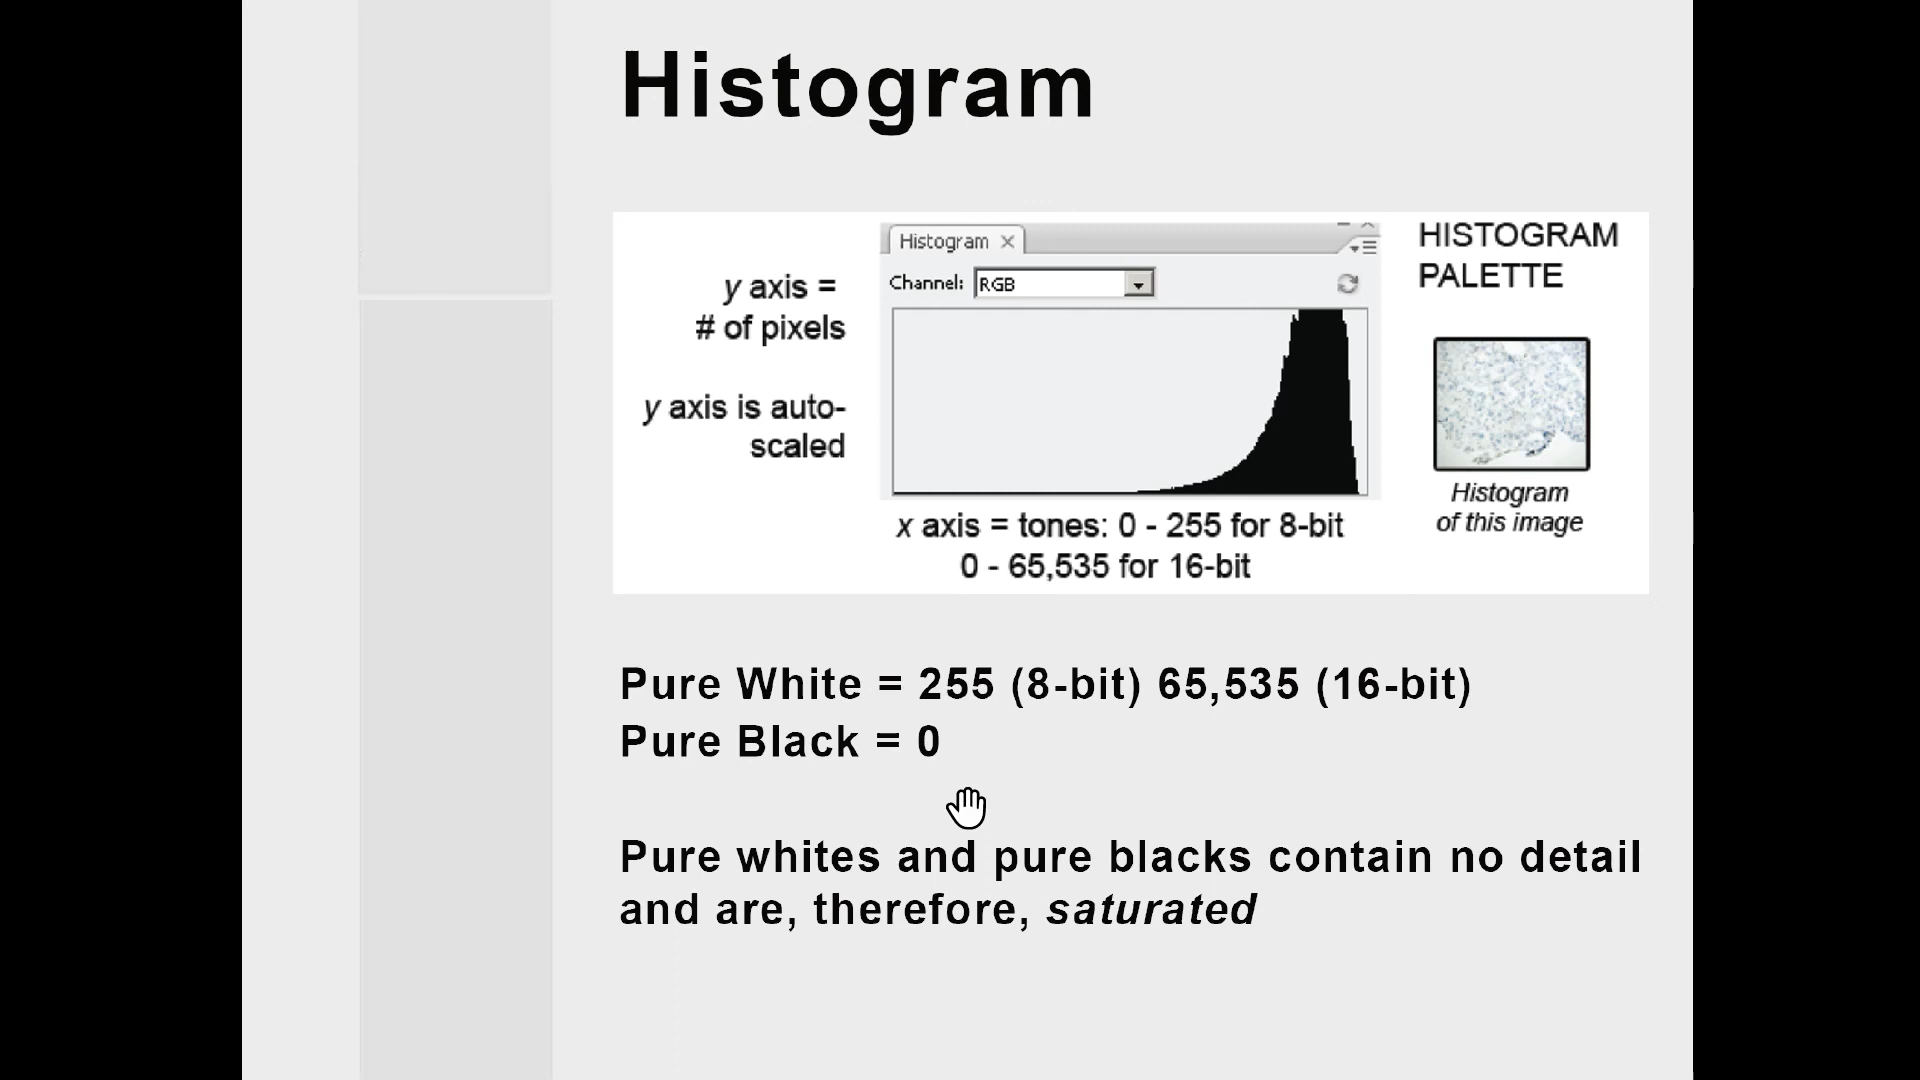 Histogram
y axis =
# of pixels
y axis is auto-
scaled
Histogram
Channel: RGB
x axis = tones: 0 - 255 for 8-bit
0 - 65,535 for 16-bit
HISTOGRAM
PALETTE
Histogram
of this image
Pure White = 255 (8-bit) 65,535 (16-bit)
Pure Black = 0
Pure whites and pure blacks contain no detail
and are, therefore, saturated